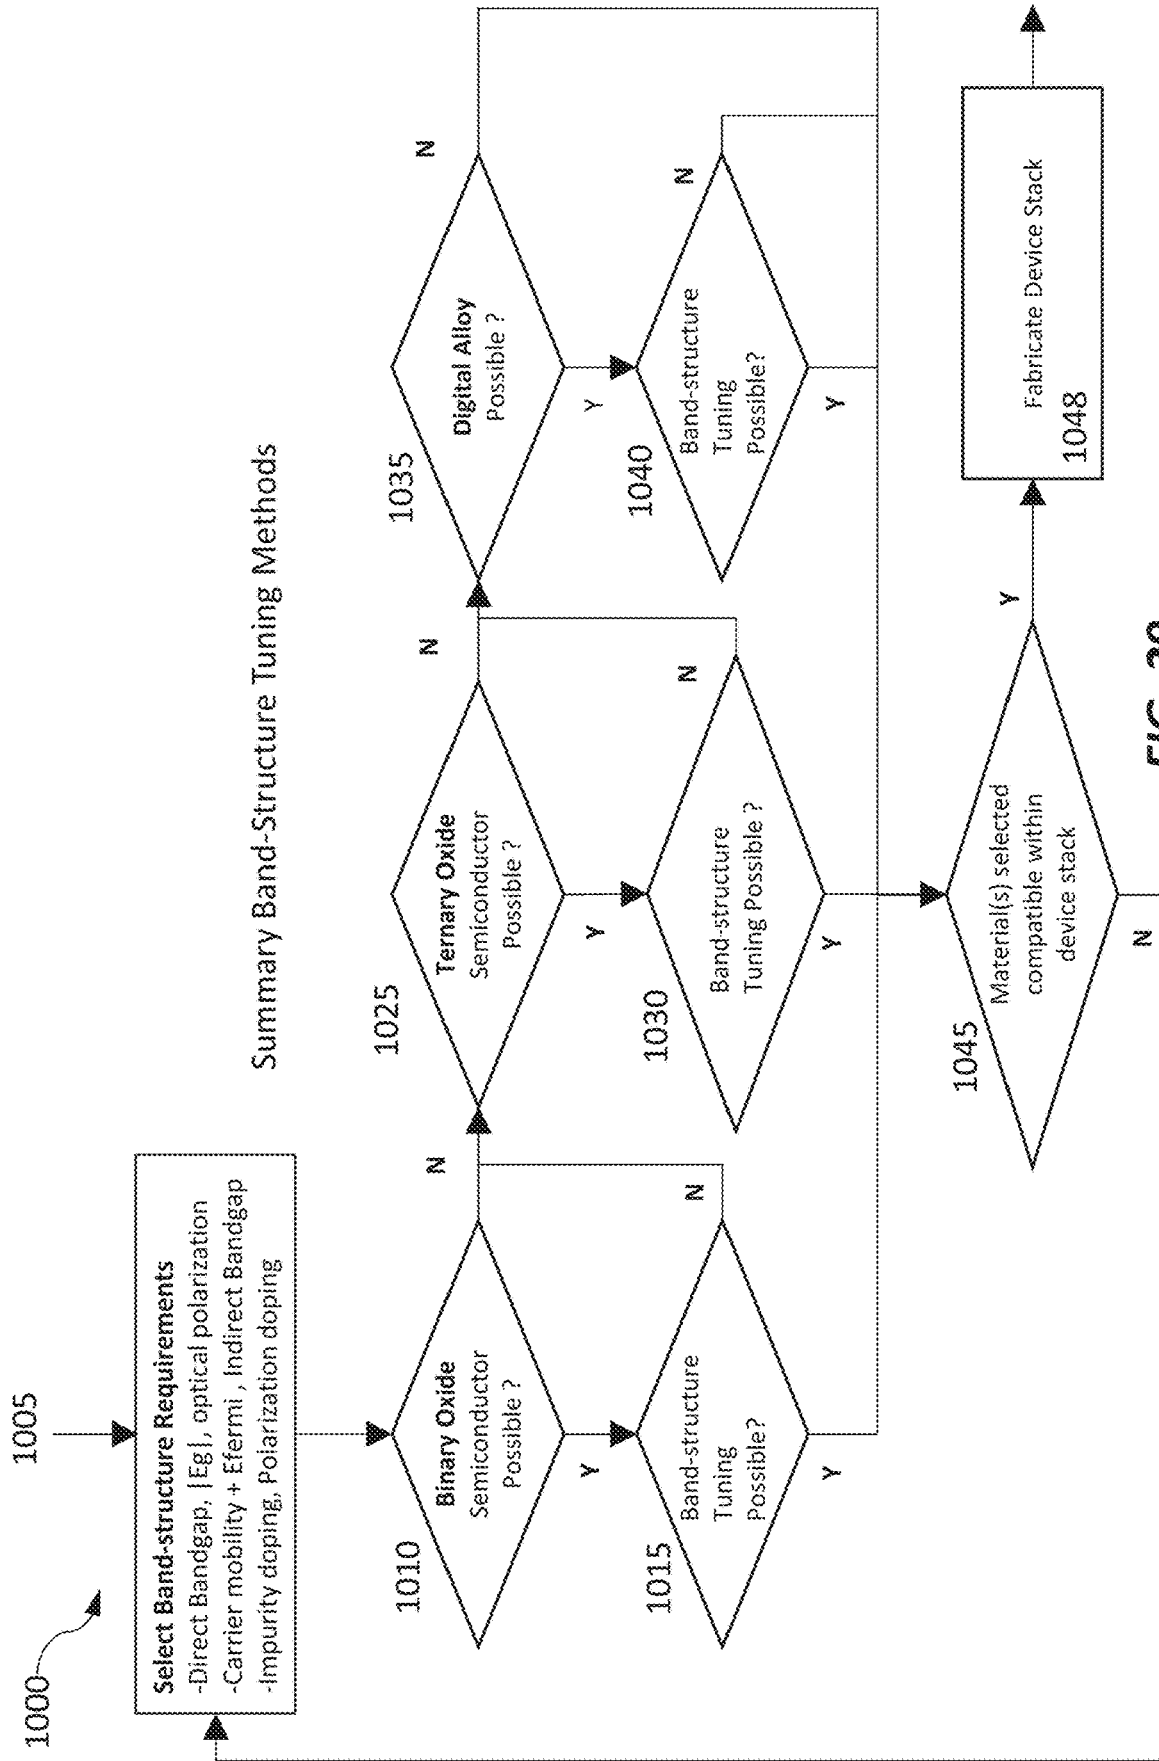 1000
1005
Select Band-structure Requirements
-Direct Bandgap, |Eg|, optical polarization
-Carrier mobility + Efermi , Indirect Bandgap
-Impurity doping, Polarization doping
Summary Band-Structure Tuning Methods
1010
Binary Oxide
Semiconductor
Possible ?
N
Y
1015
Band-structure
Tuning
Possible?
N
Y
1025
Ternary Oxide
Semiconductor
Possible ?
N
Y
1030
Band-structure
Tuning Possible ?
N
Y
1035
Digital Alloy
Possible ?
N
Y
1040
Band-structure
Tuning
Possible?
N
Y
1045
Material(s) selected
compatible within
device stack
Y
N
Fabricate Device Stack
1048